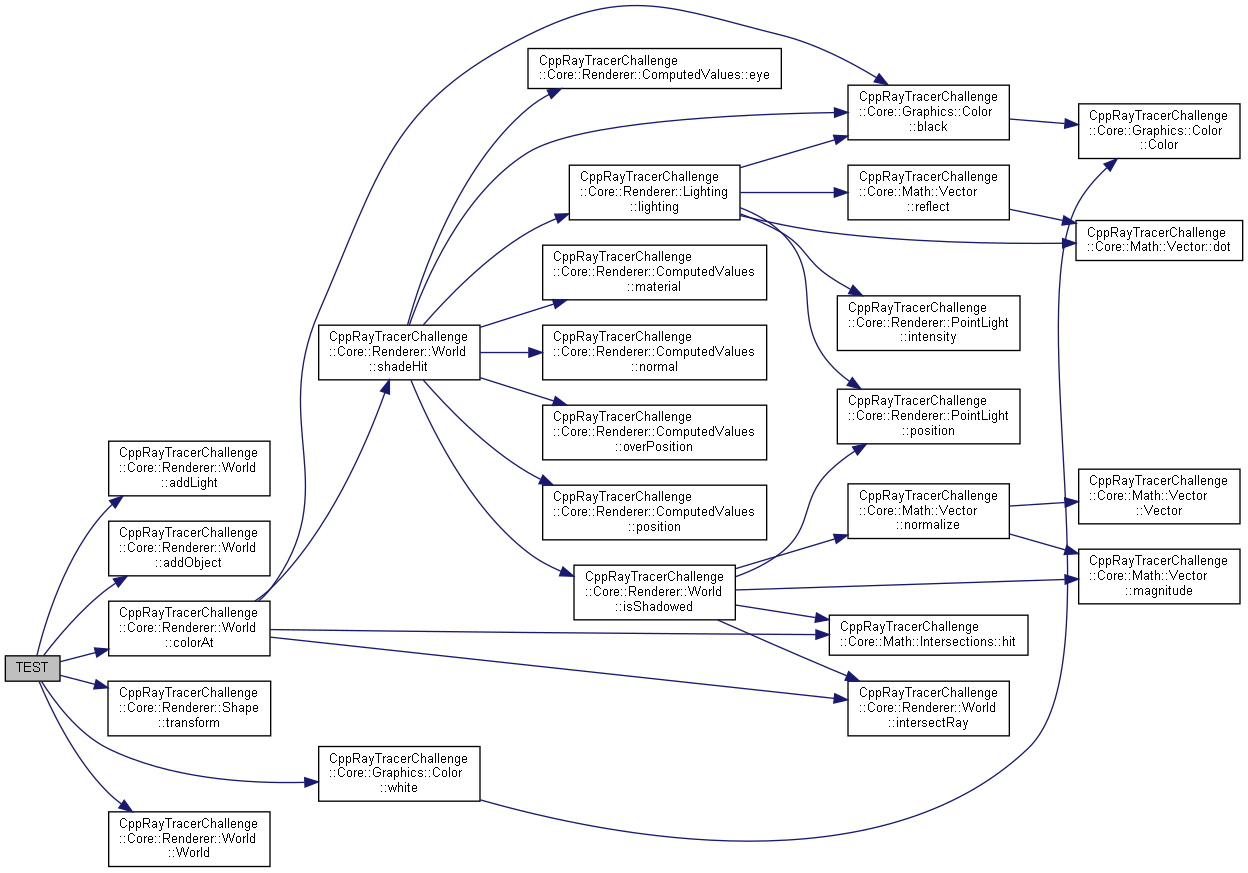 TEST
CppRayTracerChallenge
::Core::Renderer::World
::addLight
CppRayTracerChallenge
::Core::Renderer::World
::addObject
CppRayTracerChallenge
::Core::Renderer::World
::colorAt
CppRayTracerChallenge
::Core::Renderer::Shape
::transform
CppRayTracerChallenge
::Core::Renderer::World
::World
CppRayTracerChallenge
::Core::Renderer::World
::shadeHit
CppRayTracerChallenge
::Core::Graphics::Color
::white
CppRayTracerChallenge
::Core::Renderer::ComputedValues::eye
CppRayTracerChallenge
::Core::Renderer::Lighting
::lighting
CppRayTracerChallenge
::Core::Renderer::ComputedValues
::material
CppRayTracerChallenge
::Core::Renderer::ComputedValues
::normal
CppRayTracerChallenge
::Core::Renderer::ComputedValues
::overPosition
CppRayTracerChallenge
::Core::Renderer::ComputedValues
::position
CppRayTracerChallenge
::Core::Renderer::World
::isShadowed
CppRayTracerChallenge
::Core::Graphics::Color
::black
CppRayTracerChallenge
::Core::Math::Vector
::reflect
CppRayTracerChallenge
::Core::Renderer::PointLight
::intensity
CppRayTracerChallenge
::Core::Renderer::PointLight
::position
CppRayTracerChallenge
::Core::Math::Vector
::normalize
CppRayTracerChallenge
::Core::Math::Intersections::hit
CppRayTracerChallenge
::Core::Renderer::World
::intersectRay
CppRayTracerChallenge
::Core::Graphics::Color
::Color
CppRayTracerChallenge
::Core::Math::Vector::dot
CppRayTracerChallenge
::Core::Math::Vector
::Vector
CppRayTracerChallenge
::Core::Math::Vector
::magnitude